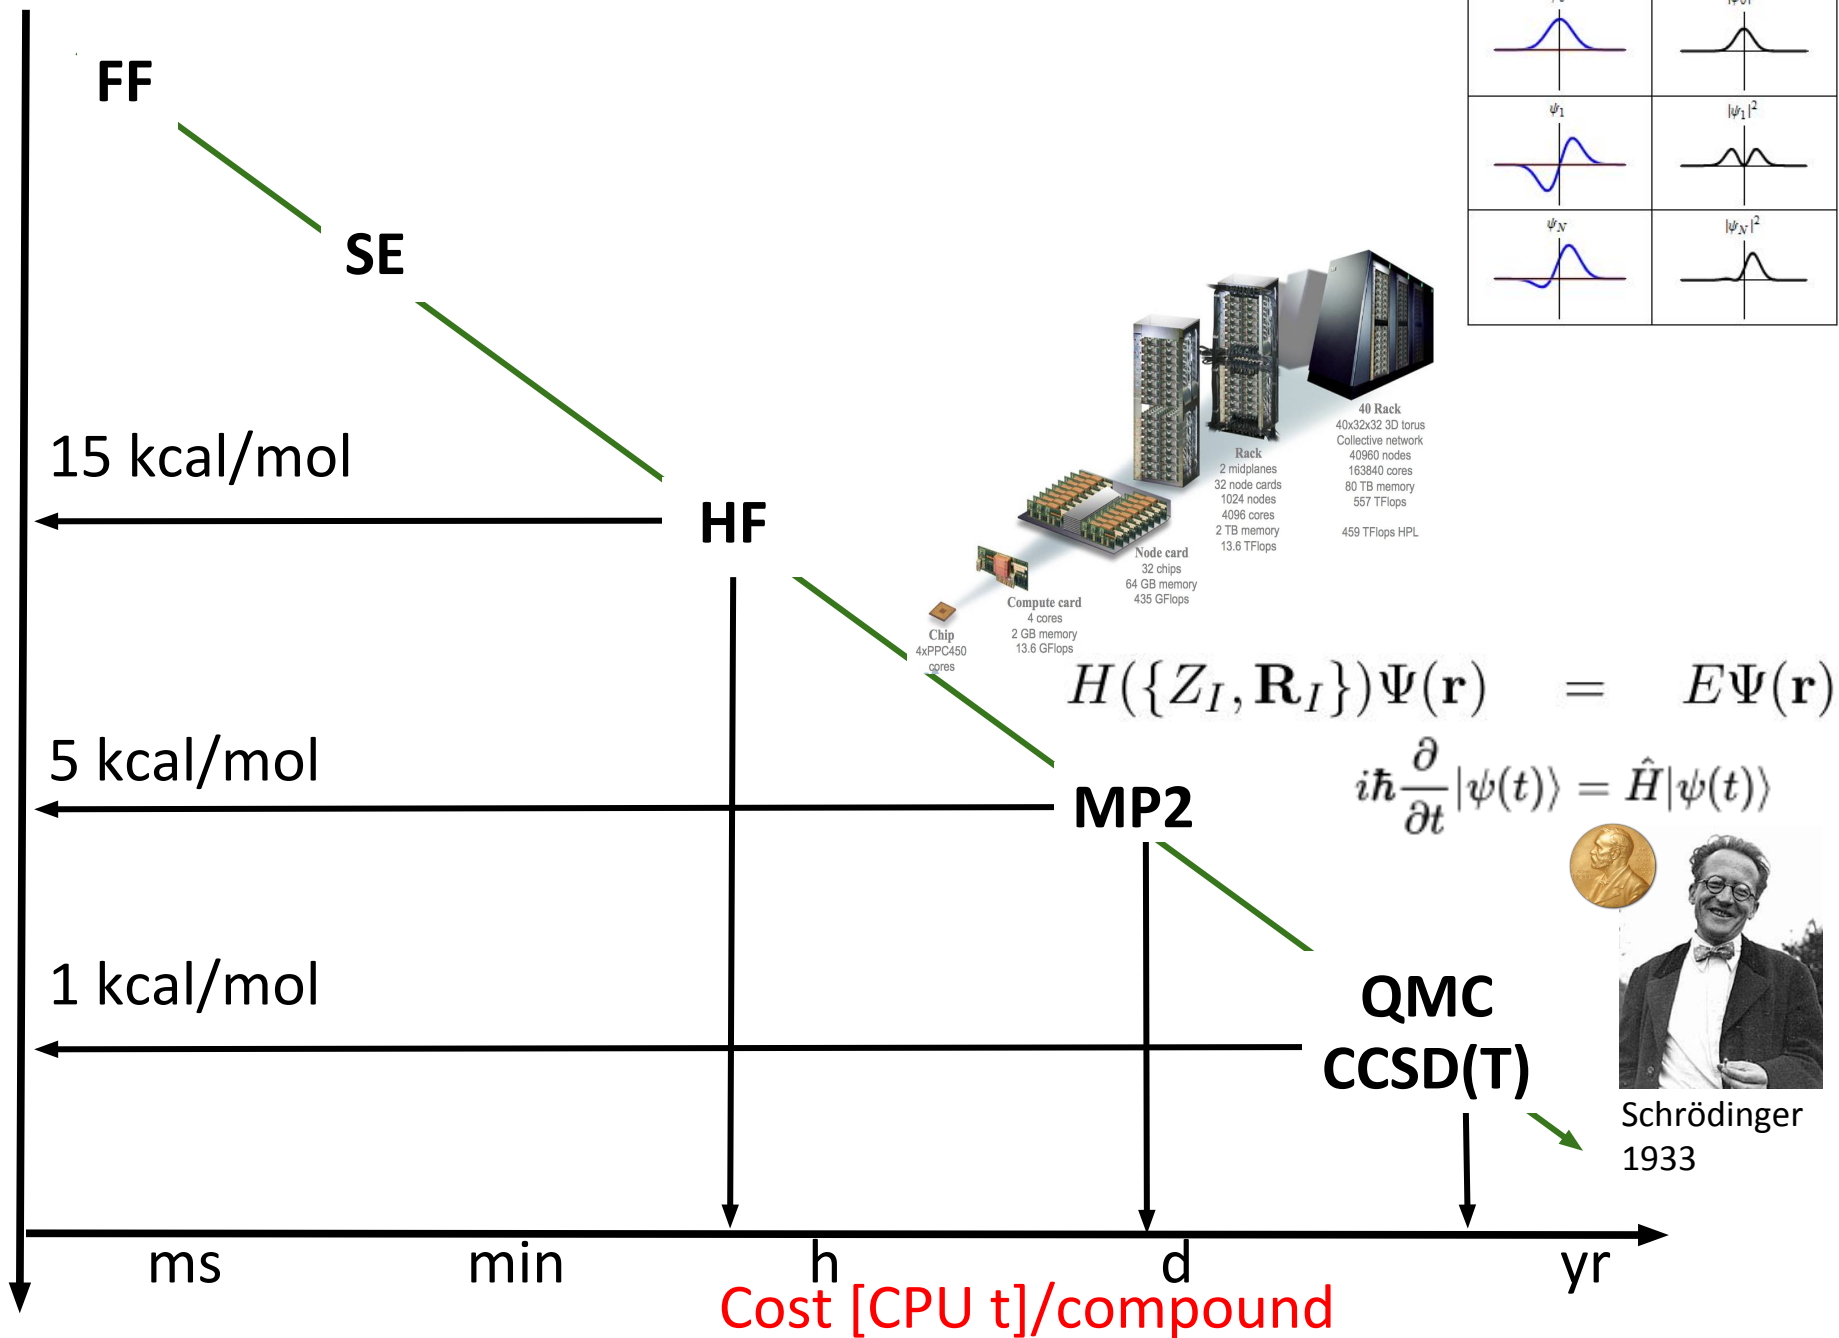 FF
SE
15 kcal/mol
HF
5 kcal/mol
MP2
1 kcal/mol
QMC
CCSD(T)
ψ₁
|ψ₁|²
ψ_N
|ψ_N|²
40 Rack
40x32x32 3D torus
Collective network
40960 nodes
163840 cores
80 TB memory
557 TFlops
459 TFlops HPL
Rack
2 midplanes
32 node cards
1024 nodes
4096 cores
2 TB memory
13.6 TFlops
Node card
32 chips
64 GB memory
435 GFlops
Compute card
4 cores
2 GB memory
13.6 GFlops
Chip
4xPPC450
cores
H({Z_I, R_I})Ψ(r) = EΨ(r)
iħ ∂/∂t |ψ(t)⟩ = Ĥ|ψ(t)⟩
Schrödinger
1933
ms min h d yr
Cost [CPU t]/compound